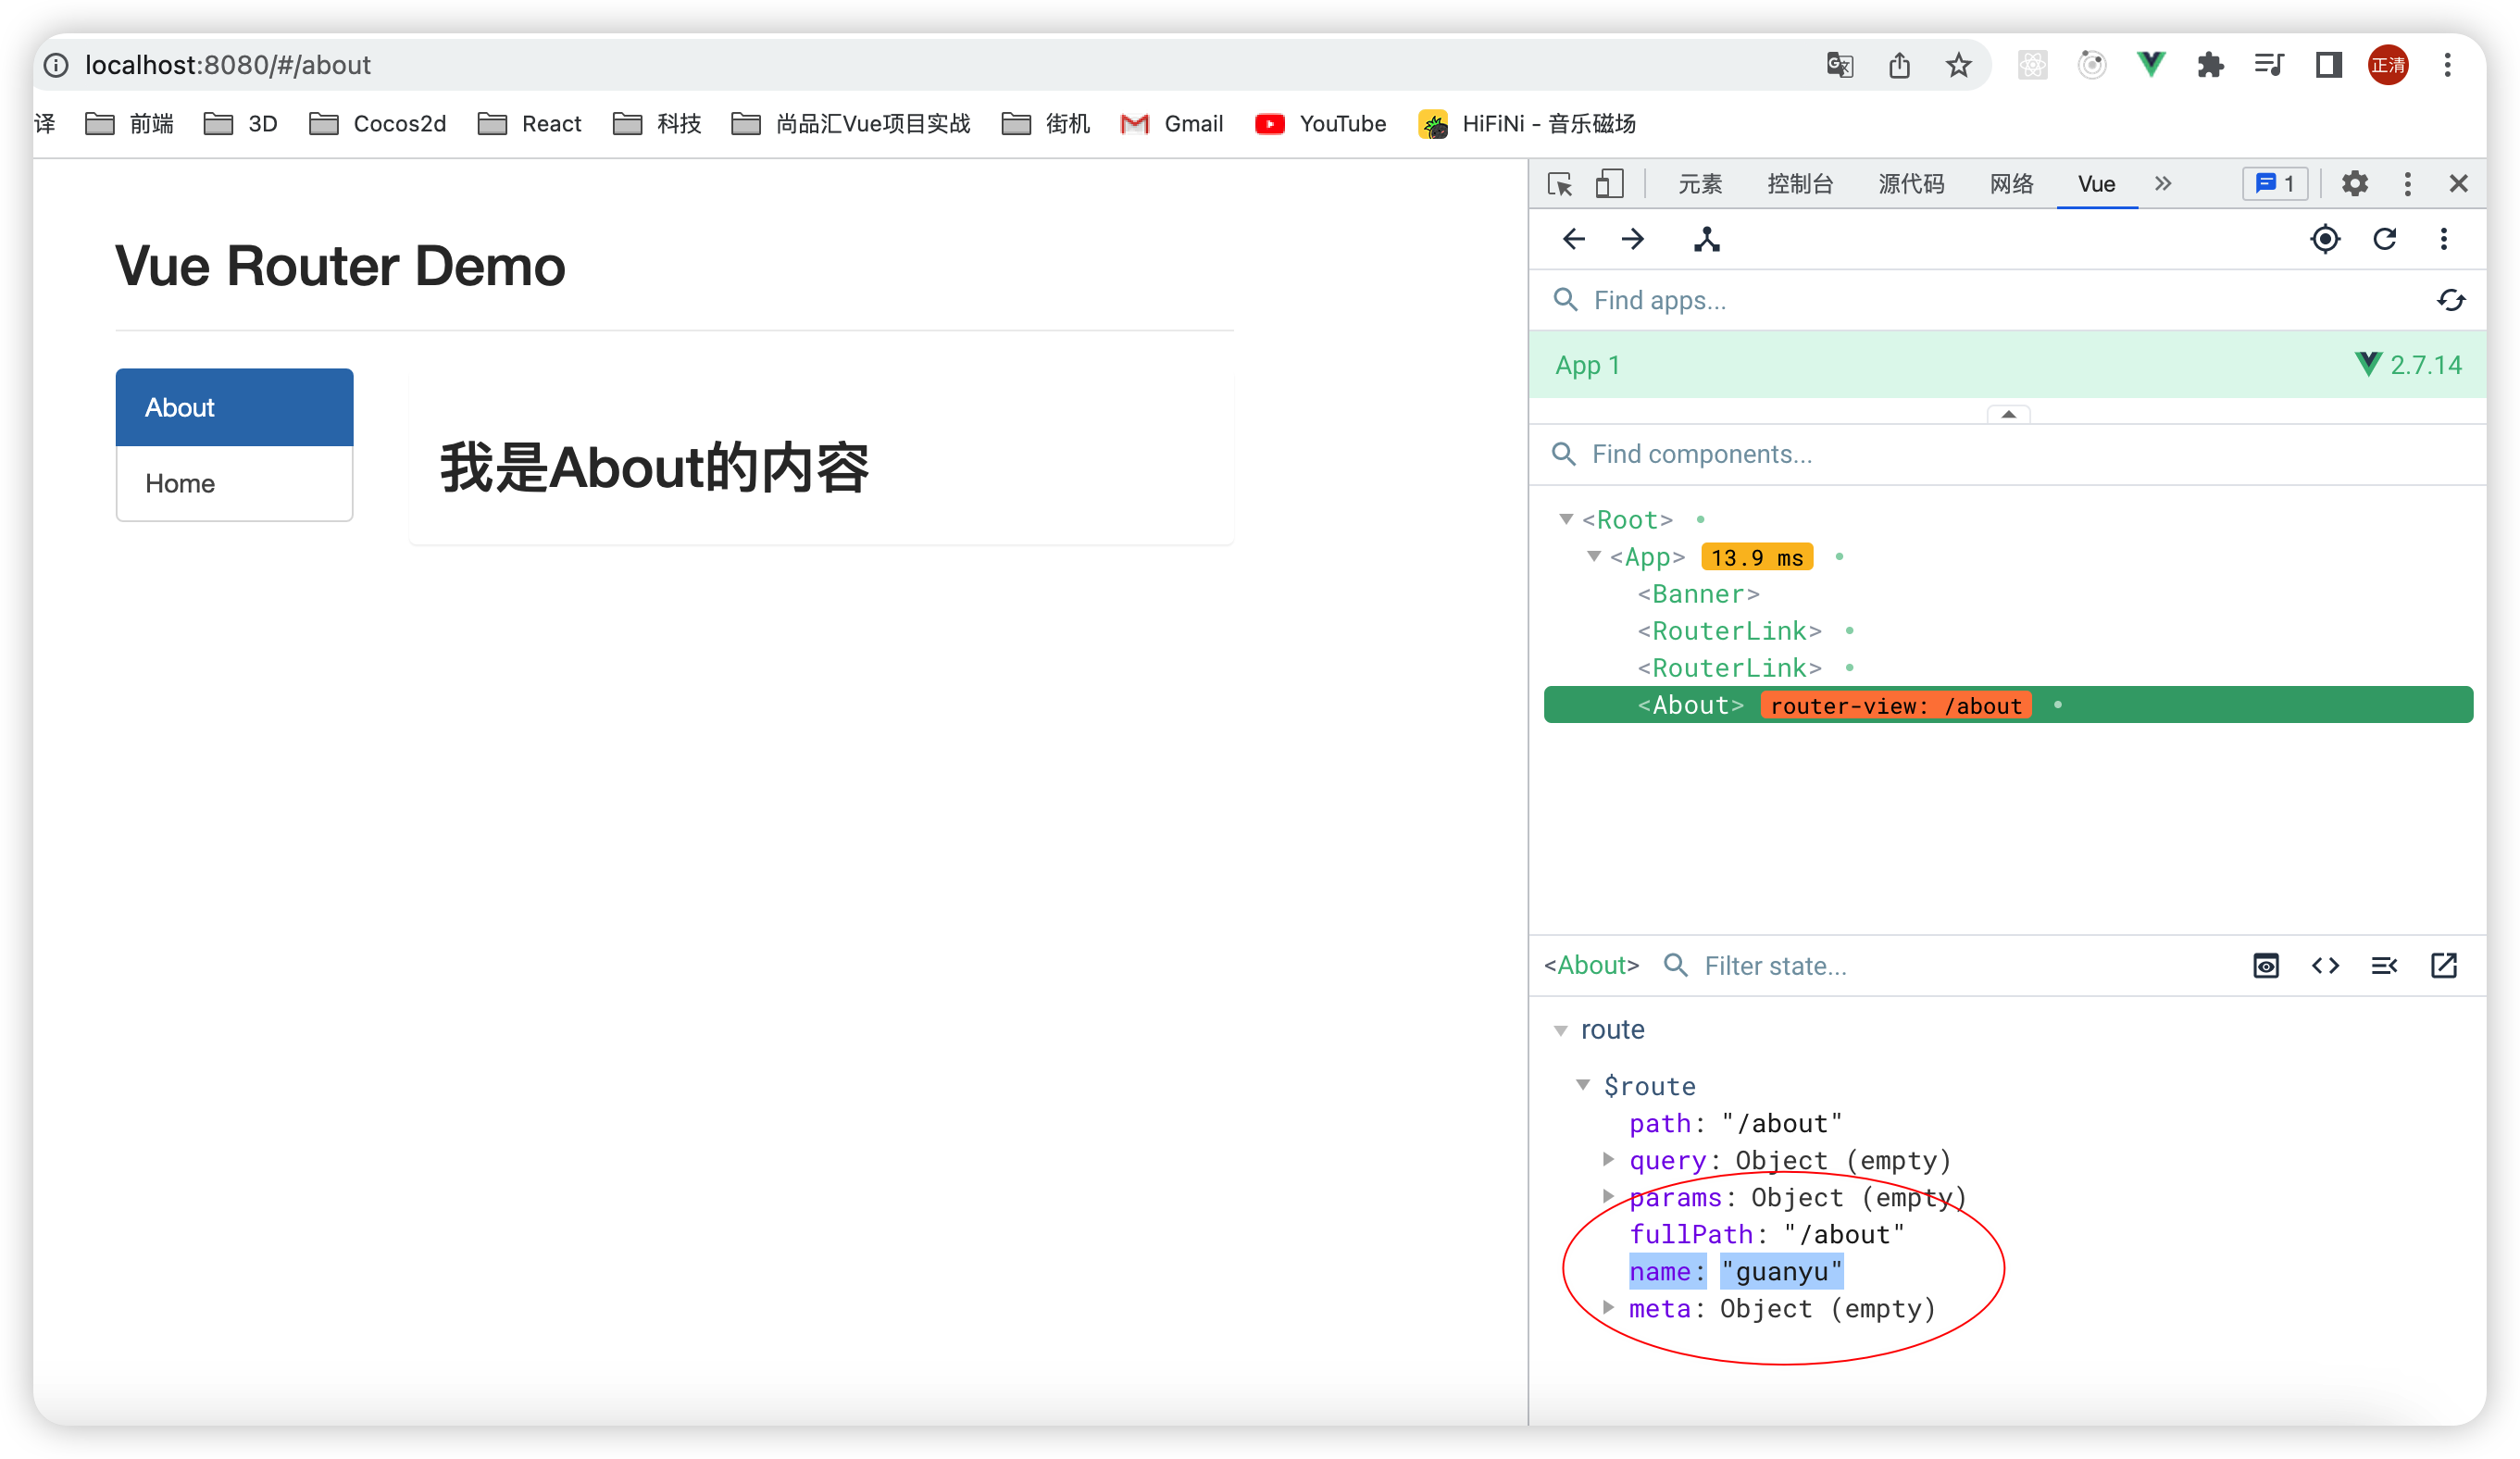 localhost:8080/#/about
正清
译 前端 3D Cocos2d React 科技 尚品汇Vue项目实战 街机 Gmail YouTube HiFiNi - 音乐磁场
元素 控制台 源代码 网络 Vue 1
Vue Router Demo
Find apps...
App 1 2.7.14
About
Home
我是About的内容
Find components...
<Root>
<App> 13.9 ms
<Banner>
<RouterLink>
<RouterLink>
<About> router-view: /about
<About> Filter state...
route
$route
path: "/about"
query: Object (empty)
params: Object (empty)
fullPath: "/about"
name: "guanyu"
meta: Object (empty)